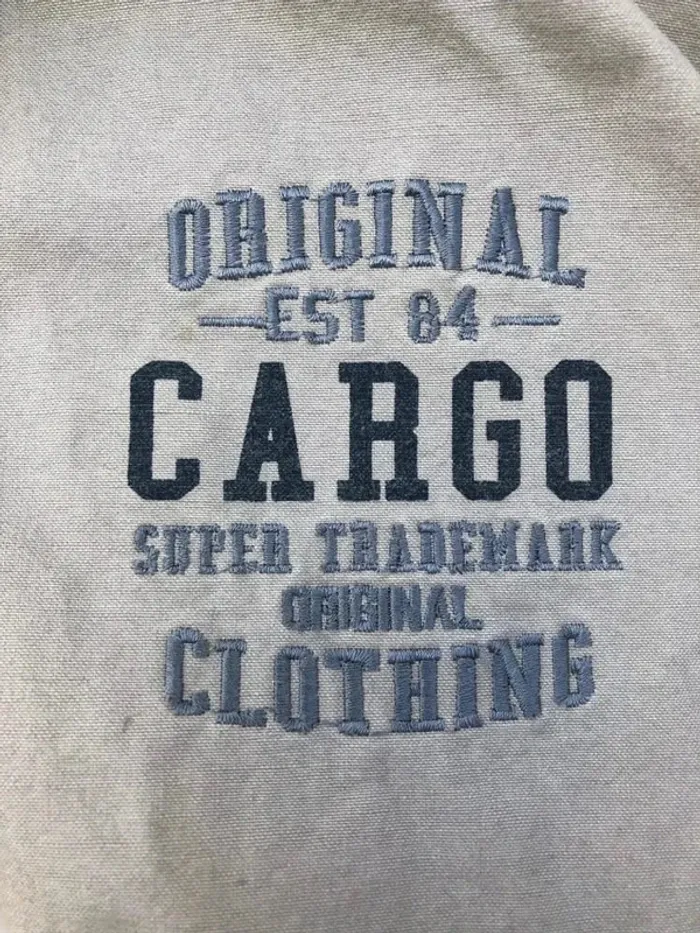 ORIGINAL
—EST 84—
CARGO
SUPER TRADEMARK
ORIGINAL
CLOTHING